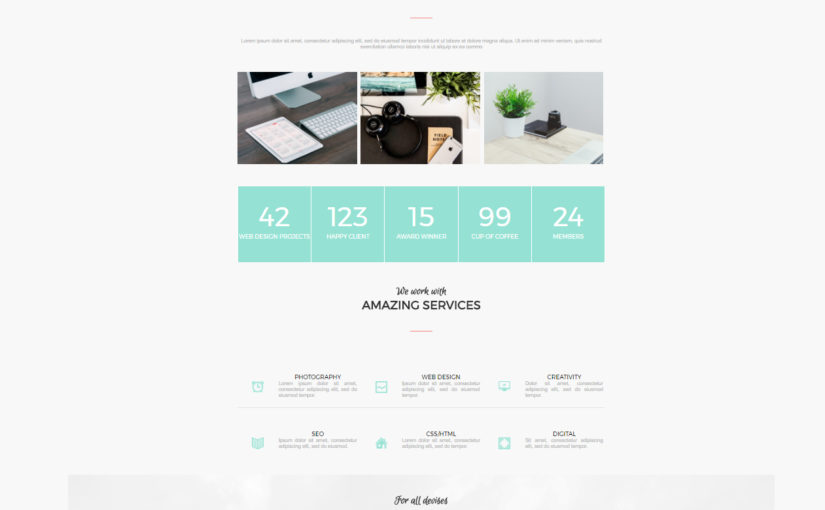 Lorem ipsum dolor sit amet, consectetur adipiscing elit, sed do eiusmod tempor incididunt ut labore et dolore magna aliqua. Ut enim ad minim veniam, quis nostrud
exercitation ullamco laboris nisi ut aliquip ex ea commo
FIELD NOTES
42
WEB DESIGN PROJECTS
123
HAPPY CLIENT
15
AWARD WINNER
99
CUP OF COFFEE
24
MEMBERS
We work with
AMAZING SERVICES
PHOTOGRAPHY
Lorem ipsum dolor sit amet,
consectetur adipiscing elit, sed do
eiusmod tempor.
WEB DESIGN
Ipsum dolor sit amet, consectetur
adipiscing elit, sed do eiusmod
tempor.
CREATIVITY
Dolor sit amet, consectetur
adipiscing elit, sed do eiusmod
tempor.
SEO
Ipsum dolor sit amet, consectetur
adipiscing elit, sed do eiusmod.
CSS/HTML
Lorem dolor sit amet, consectetur
adipiscing elit, sed do tempor.
DIGITAL
Sit amet, consectetur adipiscing
elit, sed do eiusmod tempor.
For all devises